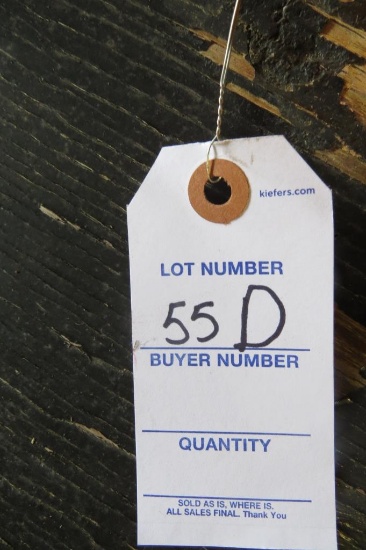 kiefers.com
LOT NUMBER
55 D
BUYER NUMBER
QUANTITY
SOLD AS IS, WHERE IS.
ALL SALES FINAL. Thank You